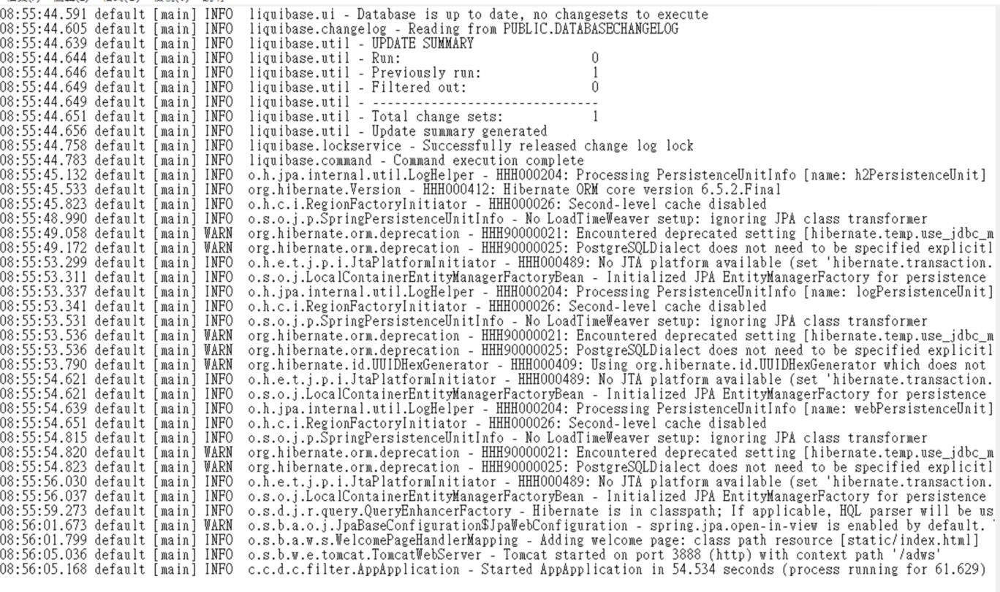 08:55:44.591 default [main] INFO  liquibase.ui - Database is up to date, no changesets to execute
08:55:44.605 default [main] INFO  liquibase.changelog - Reading from PUBLIC.DATABASECHANGELOG
08:55:44.639 default [main] INFO  liquibase.util - UPDATE SUMMARY
08:55:44.644 default [main] INFO  liquibase.util - Run:                          0
08:55:44.646 default [main] INFO  liquibase.util - Previously run:               1
08:55:44.649 default [main] INFO  liquibase.util - Filtered out:                 0
08:55:44.649 default [main] INFO  liquibase.util - -------------------------------
08:55:44.651 default [main] INFO  liquibase.util - Total change sets:            1
08:55:44.656 default [main] INFO  liquibase.util - Update summary generated
08:55:44.758 default [main] INFO  liquibase.lockservice - Successfully released change log lock
08:55:44.783 default [main] INFO  liquibase.command - Command execution complete
08:55:45.132 default [main] INFO  o.h.jpa.internal.util.LogHelper - HHH000204: Processing PersistenceUnitInfo [name: h2PersistenceUnit]
08:55:45.533 default [main] INFO  org.hibernate.Version - HHH000412: Hibernate ORM core version 6.5.2.Final
08:55:45.823 default [main] INFO  o.h.c.i.RegionFactoryInitiator - HHH000026: Second-level cache disabled
08:55:48.990 default [main] INFO  o.s.o.j.p.SpringPersistenceUnitInfo - No LoadTimeWeaver setup: ignoring JPA class transformer
08:55:49.058 default [main] WARN  org.hibernate.orm.deprecation - HHH90000021: Encountered deprecated setting [hibernate.temp.use_jdbc_m
08:55:49.172 default [main] WARN  org.hibernate.orm.deprecation - HHH90000025: PostgreSQLDialect does not need to be specified explicitl
08:55:53.299 default [main] INFO  o.h.e.t.j.p.i.JtaPlatformInitiator - HHH000489: No JTA platform available (set 'hibernate.transaction.
08:55:53.311 default [main] INFO  o.s.o.j.LocalContainerEntityManagerFactoryBean - Initialized JPA EntityManagerFactory for persistence
08:55:53.337 default [main] INFO  o.h.jpa.internal.util.LogHelper - HHH000204: Processing PersistenceUnitInfo [name: logPersistenceUnit]
08:55:53.341 default [main] INFO  o.h.c.i.RegionFactoryInitiator - HHH000026: Second-level cache disabled
08:55:53.531 default [main] INFO  o.s.o.j.p.SpringPersistenceUnitInfo - No LoadTimeWeaver setup: ignoring JPA class transformer
08:55:53.536 default [main] WARN  org.hibernate.orm.deprecation - HHH90000021: Encountered deprecated setting [hibernate.temp.use_jdbc_m
08:55:53.536 default [main] WARN  org.hibernate.orm.deprecation - HHH90000025: PostgreSQLDialect does not need to be specified explicitl
08:55:53.790 default [main] WARN  org.hibernate.id.UUIDHexGenerator - HHH000409: Using org.hibernate.id.UUIDHexGenerator which does not
08:55:54.621 default [main] INFO  o.h.e.t.j.p.i.JtaPlatformInitiator - HHH000489: No JTA platform available (set 'hibernate.transaction.
08:55:54.621 default [main] INFO  o.s.o.j.LocalContainerEntityManagerFactoryBean - Initialized JPA EntityManagerFactory for persistence
08:55:54.639 default [main] INFO  o.h.jpa.internal.util.LogHelper - HHH000204: Processing PersistenceUnitInfo [name: webPersistenceUnit]
08:55:54.651 default [main] INFO  o.h.c.i.RegionFactoryInitiator - HHH000026: Second-level cache disabled
08:55:54.815 default [main] INFO  o.s.o.j.p.SpringPersistenceUnitInfo - No LoadTimeWeaver setup: ignoring JPA class transformer
08:55:54.820 default [main] WARN  org.hibernate.orm.deprecation - HHH90000021: Encountered deprecated setting [hibernate.temp.use_jdbc_m
08:55:54.823 default [main] WARN  org.hibernate.orm.deprecation - HHH90000025: PostgreSQLDialect does not need to be specified explicitl
08:55:56.030 default [main] INFO  o.h.e.t.j.p.i.JtaPlatformInitiator - HHH000489: No JTA platform available (set 'hibernate.transaction.
08:55:56.037 default [main] INFO  o.s.o.j.LocalContainerEntityManagerFactoryBean - Initialized JPA EntityManagerFactory for persistence
08:55:59.273 default [main] INFO  o.s.d.j.r.query.QueryEnhancerFactory - Hibernate is in classpath; If applicable, HQL parser will be us
08:56:01.673 default [main] WARN  o.s.b.a.o.j.JpaBaseConfiguration$JpaWebConfiguration - spring.jpa.open-in-view is enabled by default.
08:56:01.799 default [main] INFO  o.s.b.a.w.s.WelcomePageHandlerMapping - Adding welcome page: class path resource [static/index.html]
08:56:05.036 default [main] INFO  o.s.b.w.e.tomcat.TomcatWebServer - Tomcat started on port 3888 (http) with context path '/adws'
08:56:05.168 default [main] INFO  c.c.d.c.filter.AppApplication - Started AppApplication in 54.534 seconds (process running for 61.629)